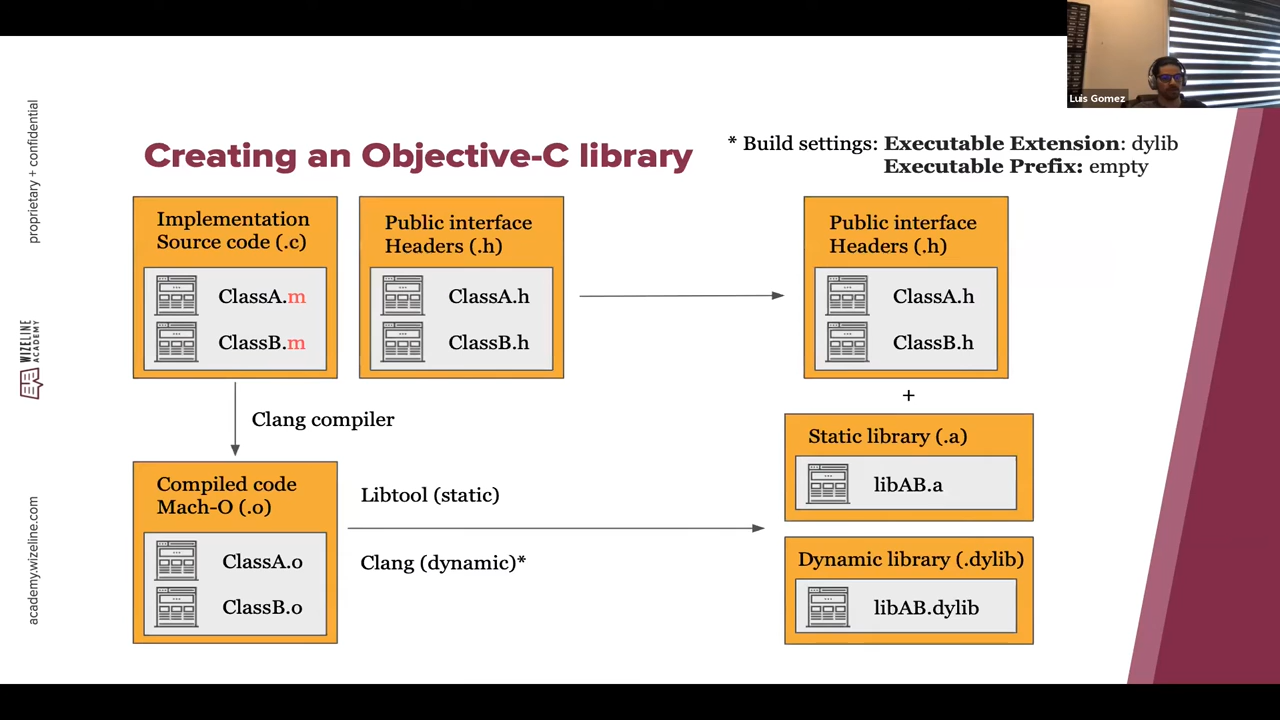 Luis Gomez
proprietary + confidential
WIZELINE
ACADEMY
academy.wizeline.com
Creating an Objective-C library
* Build settings: Executable Extension: dylib
Executable Prefix: empty
Implementation
Source code (.c)
ClassA.m
ClassB.m
Public interface
Headers (.h)
ClassA.h
ClassB.h
Public interface
Headers (.h)
ClassA.h
ClassB.h
Clang compiler
+
Compiled code
Mach-O (.o)
ClassA.o
ClassB.o
Libtool (static)
Clang (dynamic)*
Static library (.a)
libAB.a
Dynamic library (.dylib)
libAB.dylib